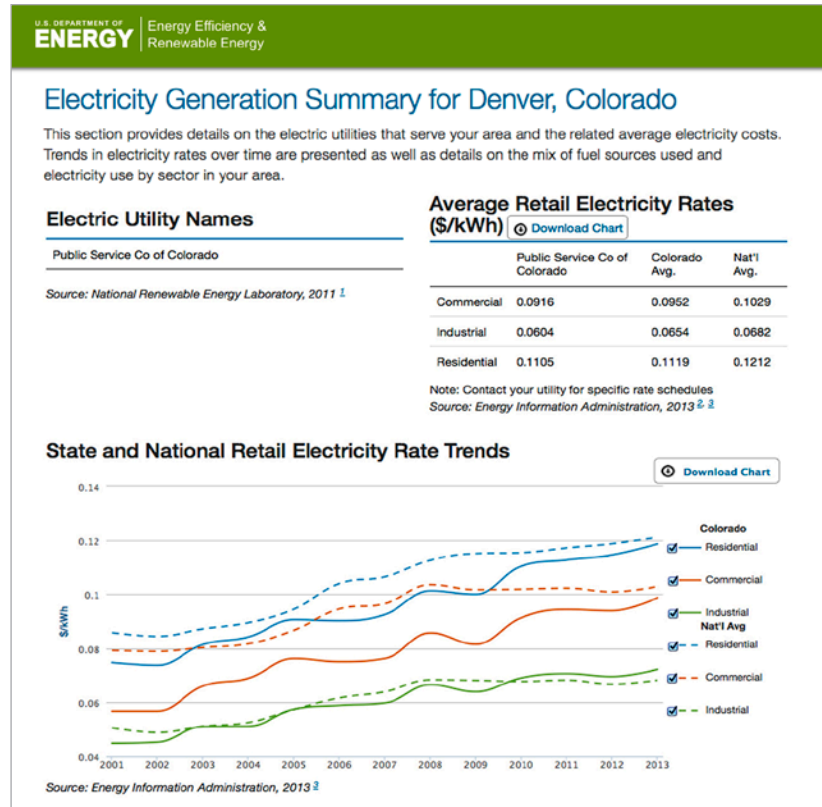 U.S. DEPARTMENT OF
ENERGY
Energy Efficiency &
Renewable Energy
Electricity Generation Summary for Denver, Colorado
This section provides details on the electric utilities that serve your area and the related average electricity costs.
Trends in electricity rates over time are presented as well as details on the mix of fuel sources used and
electricity use by sector in your area.
Electric Utility Names
Public Service Co of Colorado
Source: National Renewable Energy Laboratory, 2011 1
Average Retail Electricity Rates
($/kWh) Download Chart
Public Service Co of Colorado Colorado Avg. Nat'l Avg.
Commercial 0.0916 0.0952 0.1029
Industrial 0.0604 0.0654 0.0682
Residential 0.1105 0.1119 0.1212
Note: Contact your utility for specific rate schedules
Source: Energy Information Administration, 2013 2, 3
State and National Retail Electricity Rate Trends
Download Chart
0.14
0.12
0.1
0.08
0.06
0.04
$/kWh
2001 2002 2003 2004 2005 2006 2007 2008 2009 2010 2011 2012 2013
Colorado
Residential
Commercial
Industrial
Nat'l Avg
Residential
Commercial
Industrial
Source: Energy Information Administration, 2013 3